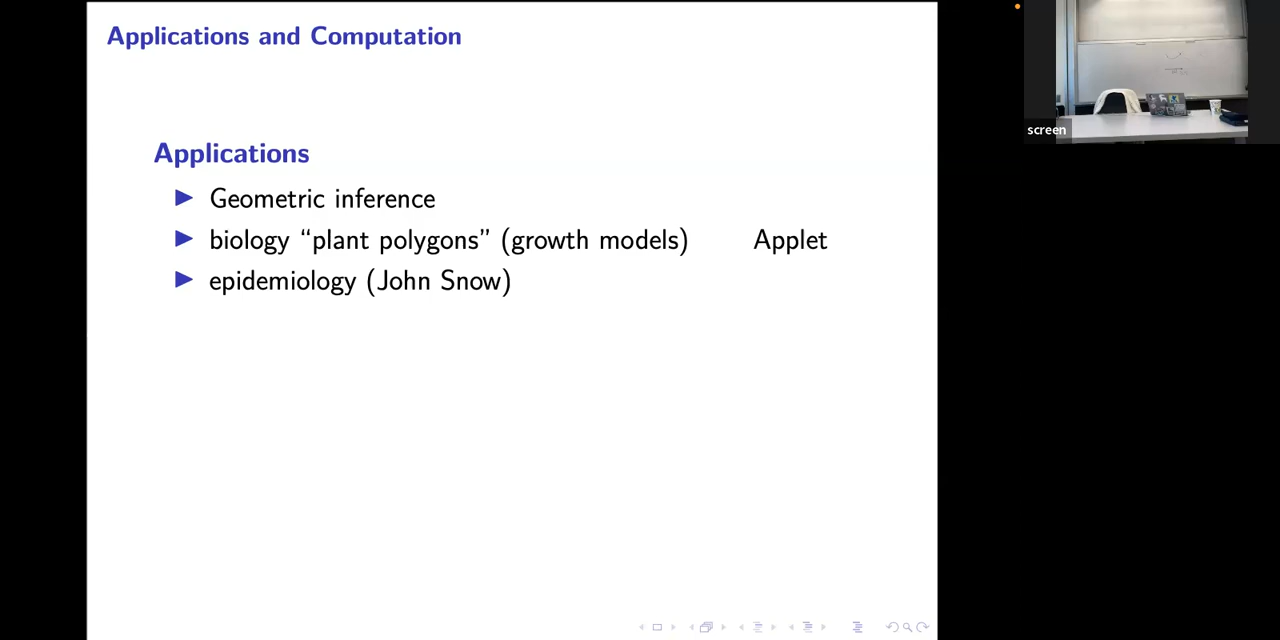 Applications and Computation
Applications
▶ Geometric inference
▶ biology “plant polygons” (growth models) Applet
▶ epidemiology (John Snow)
screen